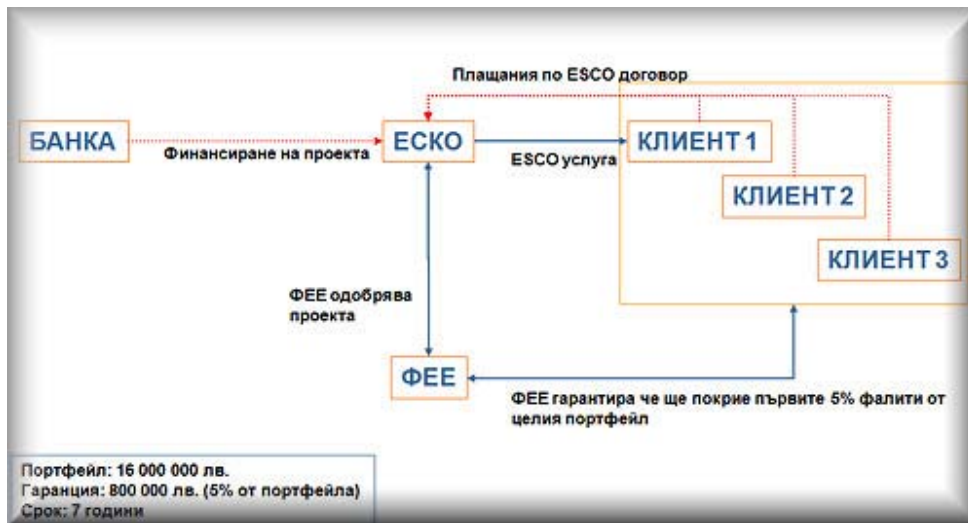 Плащания по ESCO договор
БАНКА
Финансиране на проекта
ЕСКО
ESCO услуга
КЛИЕНТ 1
КЛИЕНТ 2
КЛИЕНТ 3
ФЕЕ одобрява
проекта
ФЕЕ
ФЕЕ гарантира че ще покрие първите 5% фалити от
целия портфейл
Портфейл: 16 000 000 лв.
Гаранция: 800 000 лв. (5% от портфейла)
Срок: 7 години